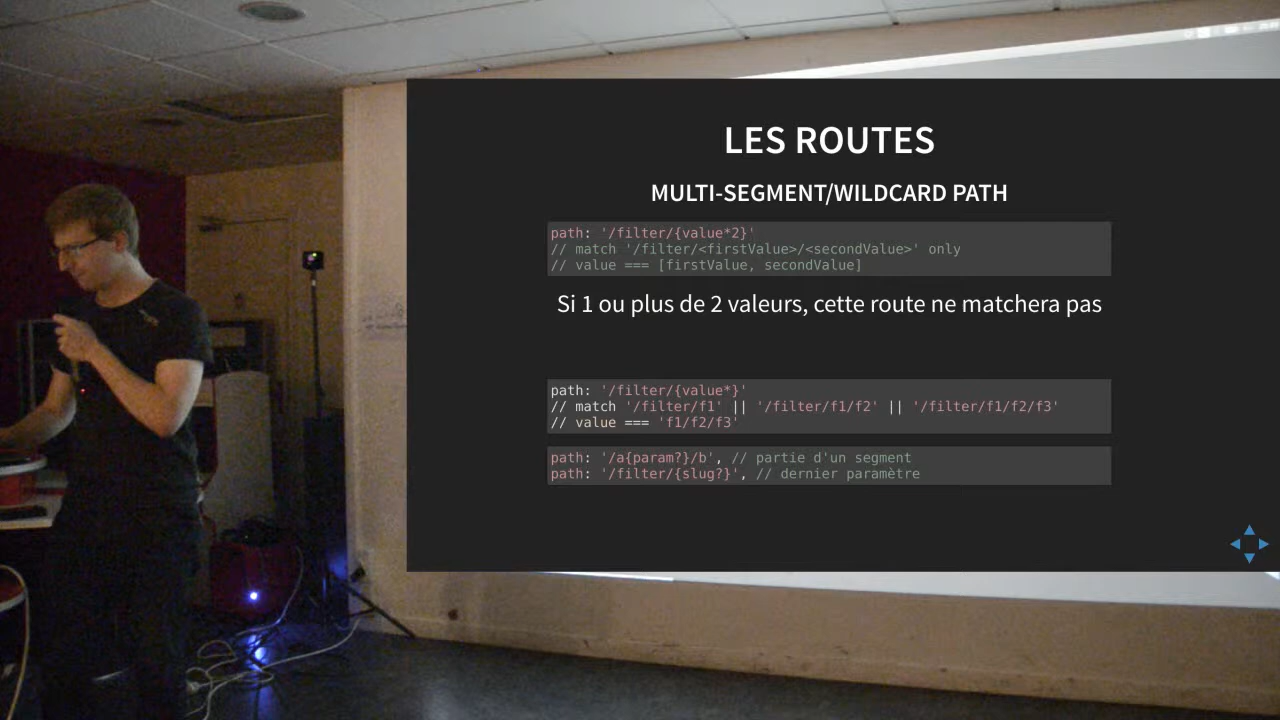 LES ROUTES
MULTI-SEGMENT/WILDCARD PATH
path: '/filter/{value*2}'
// match '/filter/<firstValue>/<secondValue>' only
// value === [firstValue, secondValue]
Si 1 ou plus de 2 valeurs, cette route ne matchera pas
path: '/filter/{value*}'
// match '/filter/f1' || '/filter/f1/f2' || '/filter/f1/f2/f3'
// value === 'f1/f2/f3'
path: '/a{param?}/b', // partie d'un segment
path: '/filter/{slug?}', // dernier paramètre